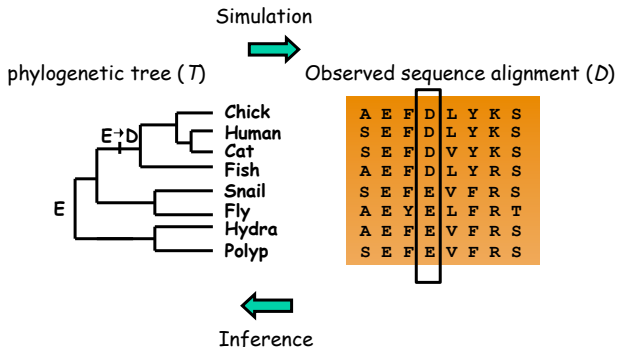 Simulation
phylogenetic tree (T)
Observed sequence alignment (D)
E→D
E
Chick
Human
Cat
Fish
Snail
Fly
Hydra
Polyp
A E F D L Y K S
S E F D L Y K S
S E F D V Y K S
A E F D L Y R S
S E F E V F R S
A E Y E L F R T
A E F E V F R S
S E F E V F R S
Inference